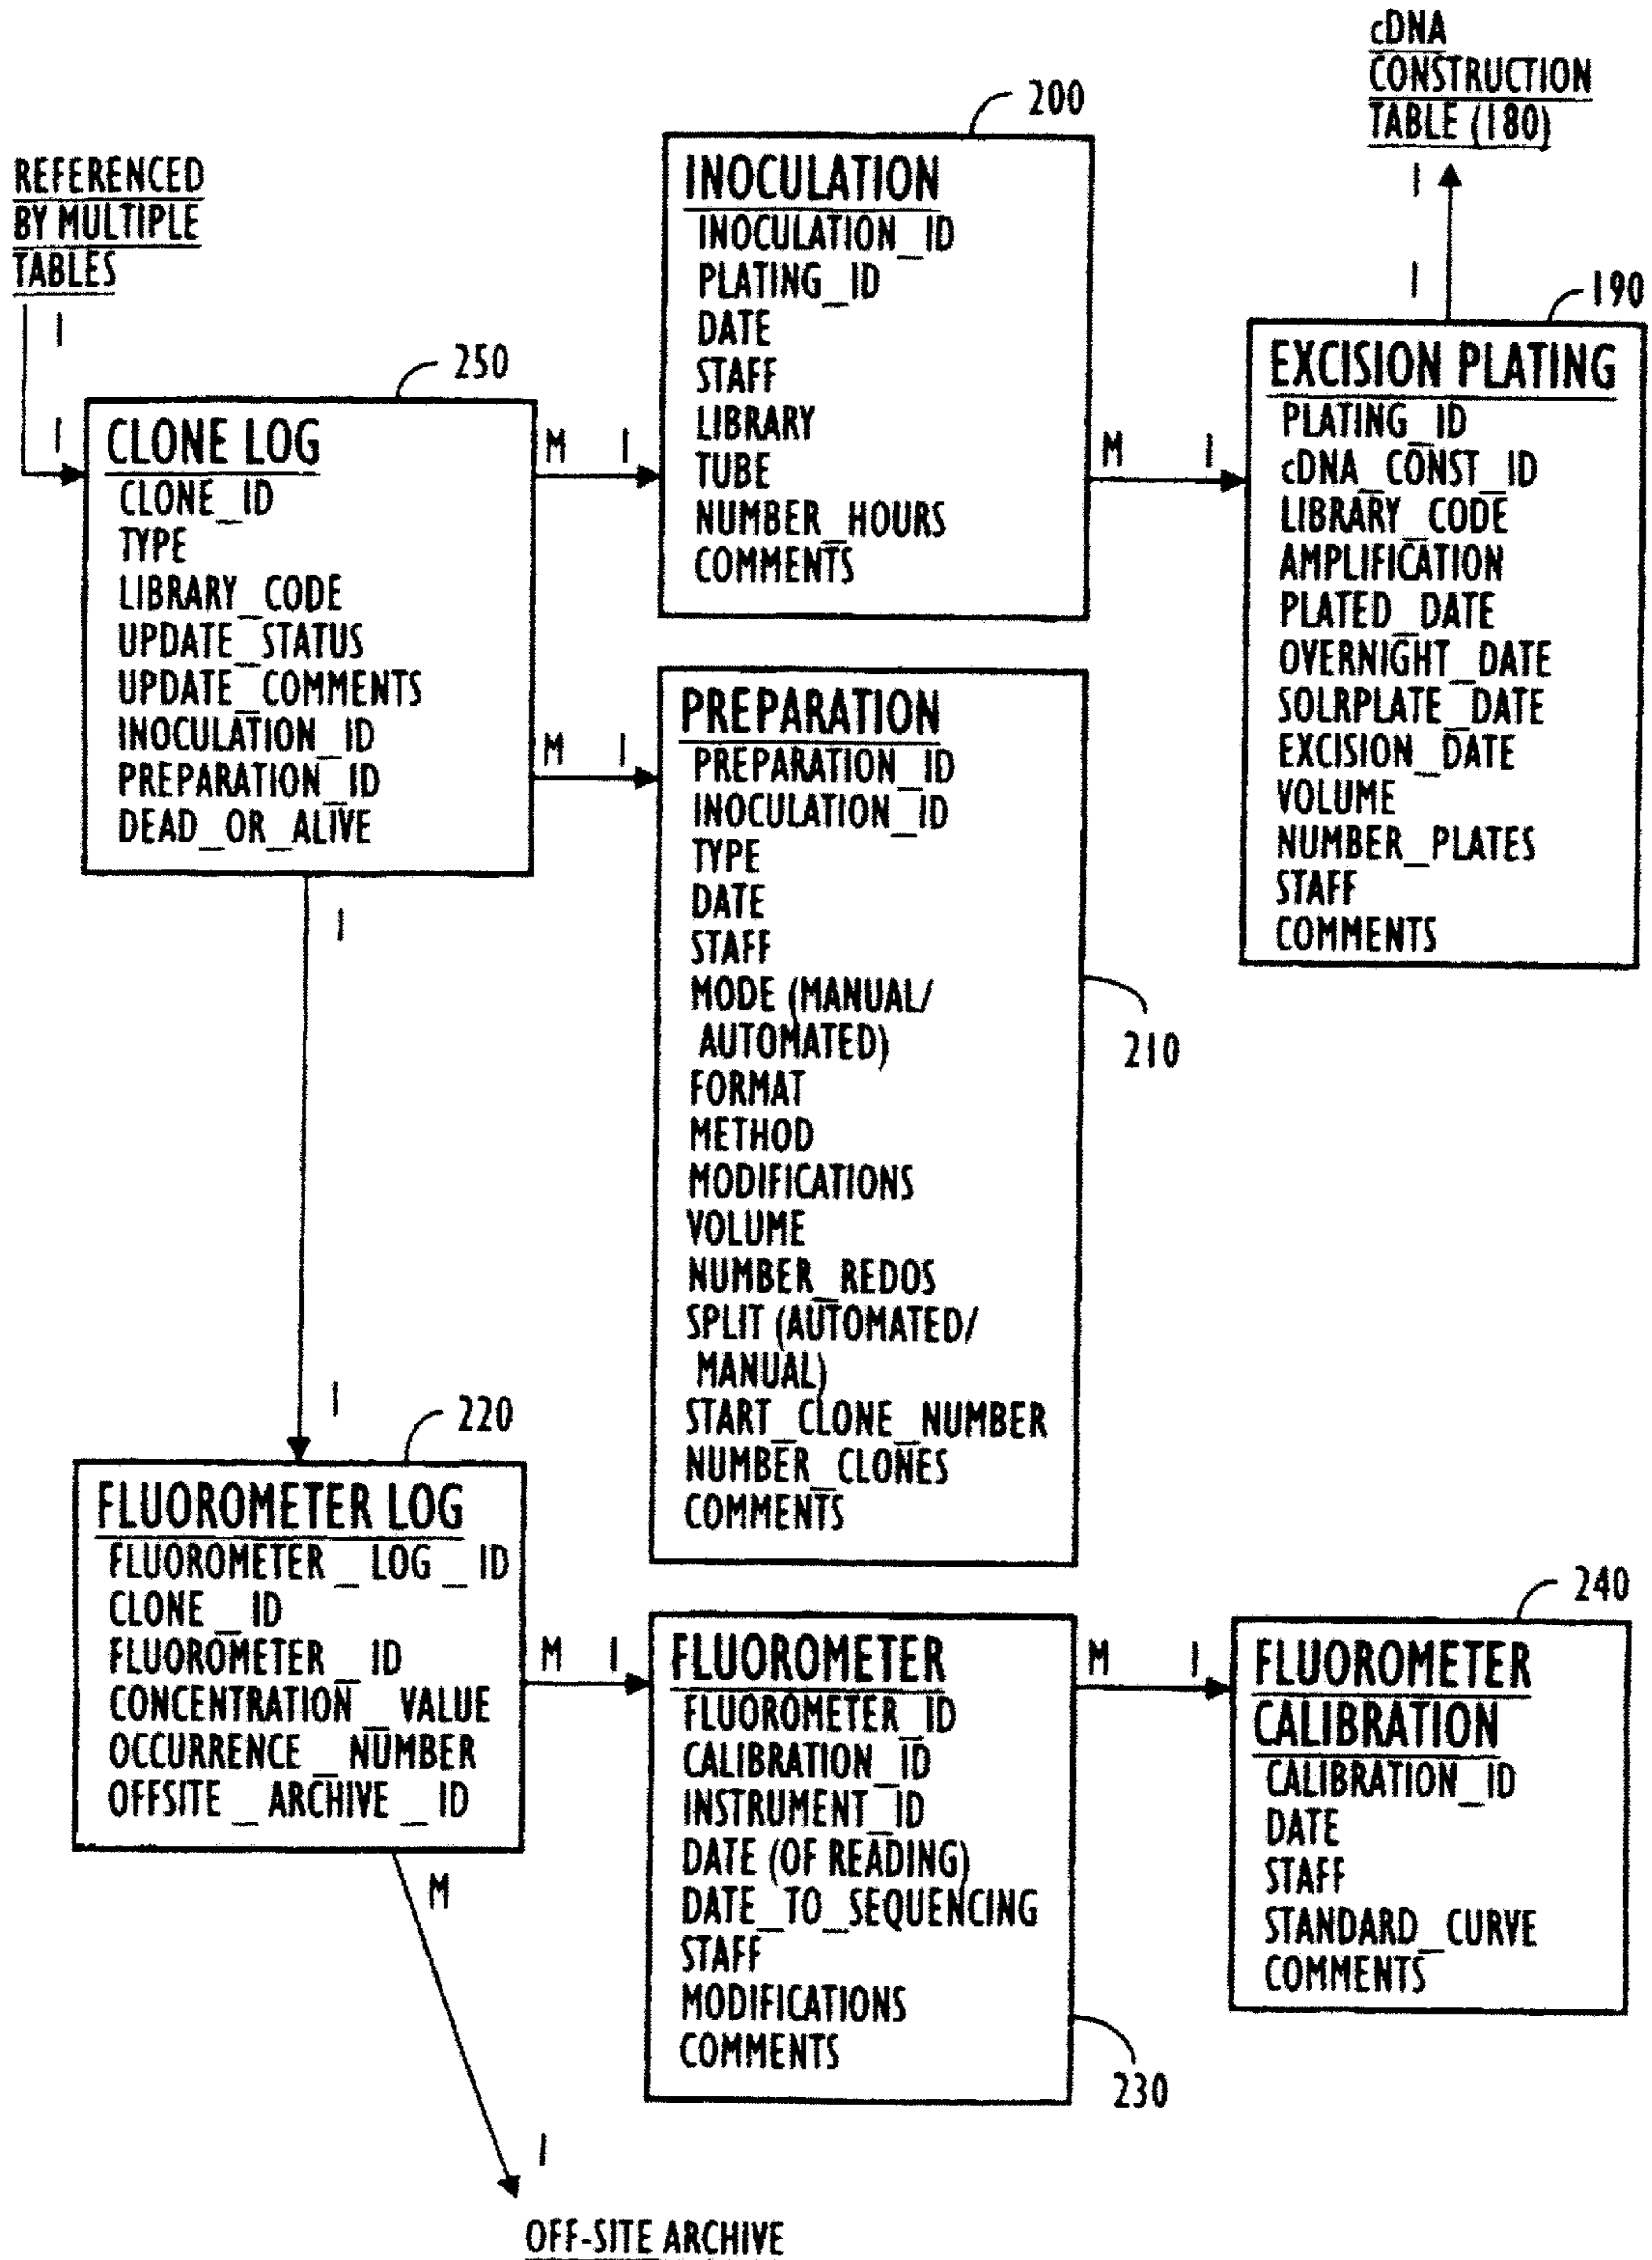 cDNA
CONSTRUCTION
TABLE (180)
1
1
REFERENCED
BY MULTIPLE
TABLES
1
1
250
CLONE LOG
CLONE_ID
TYPE
LIBRARY_CODE
UPDATE_STATUS
UPDATE_COMMENTS
INOCULATION_ID
PREPARATION_ID
DEAD_OR_ALIVE
M 1
M 1
1
1
200
INOCULATION
INOCULATION_ID
PLATING_ID
DATE
STAFF
LIBRARY
TUBE
NUMBER_HOURS
COMMENTS
M 1
190
EXCISION PLATING
PLATING_ID
cDNA_CONST_ID
LIBRARY_CODE
AMPLIFICATION
PLATED_DATE
OVERNIGHT_DATE
SOLRPLATE_DATE
EXCISION_DATE
VOLUME
NUMBER_PLATES
STAFF
COMMENTS
PREPARATION
PREPARATION_ID
INOCULATION_ID
TYPE
DATE
STAFF
MODE (MANUAL/
AUTOMATED)
FORMAT
METHOD
MODIFICATIONS
VOLUME
NUMBER_REDOS
SPLIT (AUTOMATED/
MANUAL)
START_CLONE_NUMBER
NUMBER_CLONES
COMMENTS
210
220
FLUOROMETER LOG
FLUOROMETER_LOG_ID
CLONE_ID
FLUOROMETER_ID
CONCENTRATION_VALUE
OCCURRENCE_NUMBER
OFFSITE_ARCHIVE_ID
M 1
M
1
OFF-SITE ARCHIVE
FLUOROMETER
FLUOROMETER_ID
CALIBRATION_ID
INSTRUMENT_ID
DATE (OF READING)
DATE_TO_SEQUENCING
STAFF
MODIFICATIONS
COMMENTS
230
M 1
240
FLUOROMETER
CALIBRATION
CALIBRATION_ID
DATE
STAFF
STANDARD_CURVE
COMMENTS